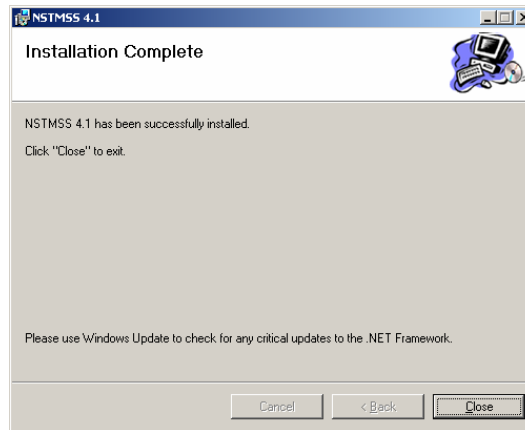 NSTMSS 4.1
Installation Complete
NSTMSS 4.1 has been successfully installed.
Click "Close" to exit.
Please use Windows Update to check for any critical updates to the .NET Framework.
Cancel < Back Close